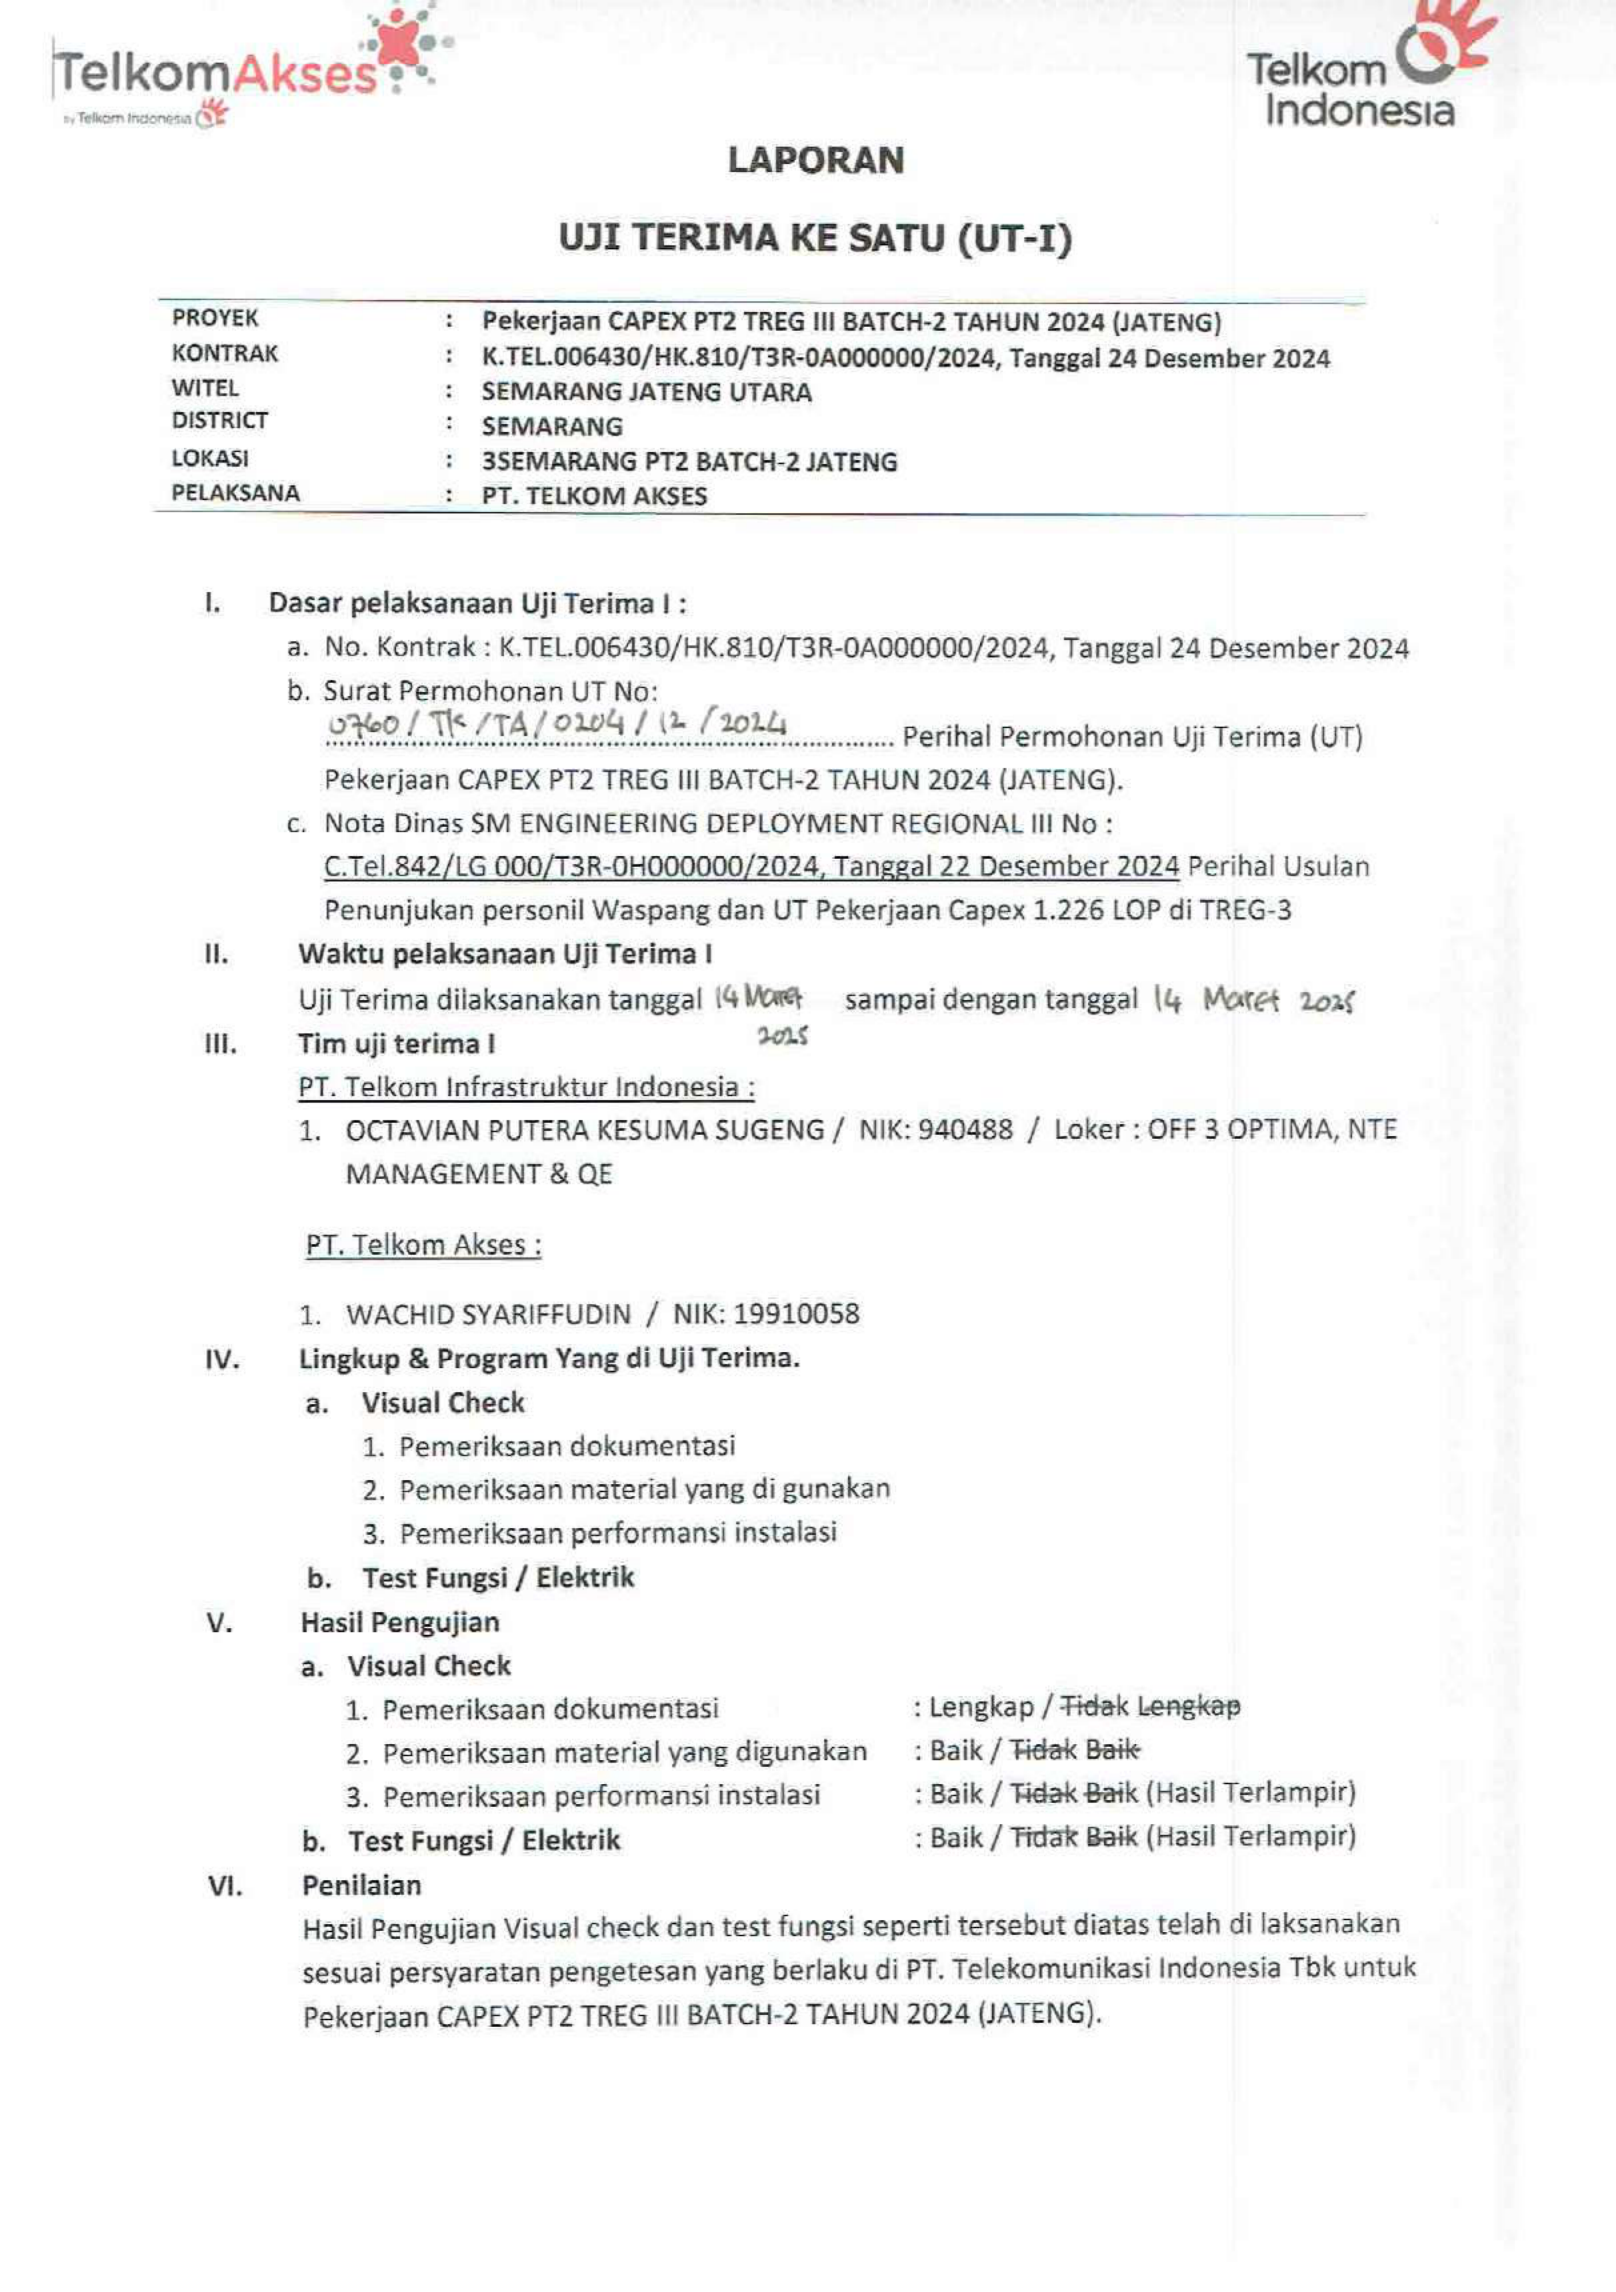 TelkomAkses
by Telkom Indonesia
Telkom
Indonesia
LAPORAN
UJI TERIMA KE SATU (UT-I)
PROYEK : Pekerjaan CAPEX PT2 TREG III BATCH-2 TAHUN 2024 (JATENG)
KONTRAK : K.TEL.006430/HK.810/T3R-0A000000/2024, Tanggal 24 Desember 2024
WITEL : SEMARANG JATENG UTARA
DISTRICT : SEMARANG
LOKASI : 3SEMARANG PT2 BATCH-2 JATENG
PELAKSANA : PT. TELKOM AKSES
I. Dasar pelaksanaan Uji Terima I :
a. No. Kontrak : K.TEL.006430/HK.810/T3R-0A000000/2024, Tanggal 24 Desember 2024
b. Surat Permohonan UT No:
0760 / TK / TA / 0204 / 12 / 2024 Perihal Permohonan Uji Terima (UT)
Pekerjaan CAPEX PT2 TREG III BATCH-2 TAHUN 2024 (JATENG).
c. Nota Dinas SM ENGINEERING DEPLOYMENT REGIONAL III No :
C.Tel.842/LG 000/T3R-0H000000/2024, Tanggal 22 Desember 2024 Perihal Usulan
Penunjukan personil Waspang dan UT Pekerjaan Capex 1.226 LOP di TREG-3
II. Waktu pelaksanaan Uji Terima I
Uji Terima dilaksanakan tanggal 14 Maret 2025 sampai dengan tanggal 14 Maret 2025
III. Tim uji terima I
PT. Telkom Infrastruktur Indonesia :
1. OCTAVIAN PUTERA KESUMA SUGENG / NIK: 940488 / Loker : OFF 3 OPTIMA, NTE
MANAGEMENT & QE
PT. Telkom Akses :
1. WACHID SYARIFFUDIN / NIK: 19910058
IV. Lingkup & Program Yang di Uji Terima.
a. Visual Check
1. Pemeriksaan dokumentasi
2. Pemeriksaan material yang di gunakan
3. Pemeriksaan performansi instalasi
b. Test Fungsi / Elektrik
V. Hasil Pengujian
a. Visual Check
1. Pemeriksaan dokumentasi : Lengkap / Tidak Lengkap
2. Pemeriksaan material yang digunakan : Baik / Tidak Baik
3. Pemeriksaan performansi instalasi : Baik / Tidak Baik (Hasil Terlampir)
b. Test Fungsi / Elektrik : Baik / Tidak Baik (Hasil Terlampir)
VI. Penilaian
Hasil Pengujian Visual check dan test fungsi seperti tersebut diatas telah di laksanakan
sesuai persyaratan pengetesan yang berlaku di PT. Telekomunikasi Indonesia Tbk untuk
Pekerjaan CAPEX PT2 TREG III BATCH-2 TAHUN 2024 (JATENG).